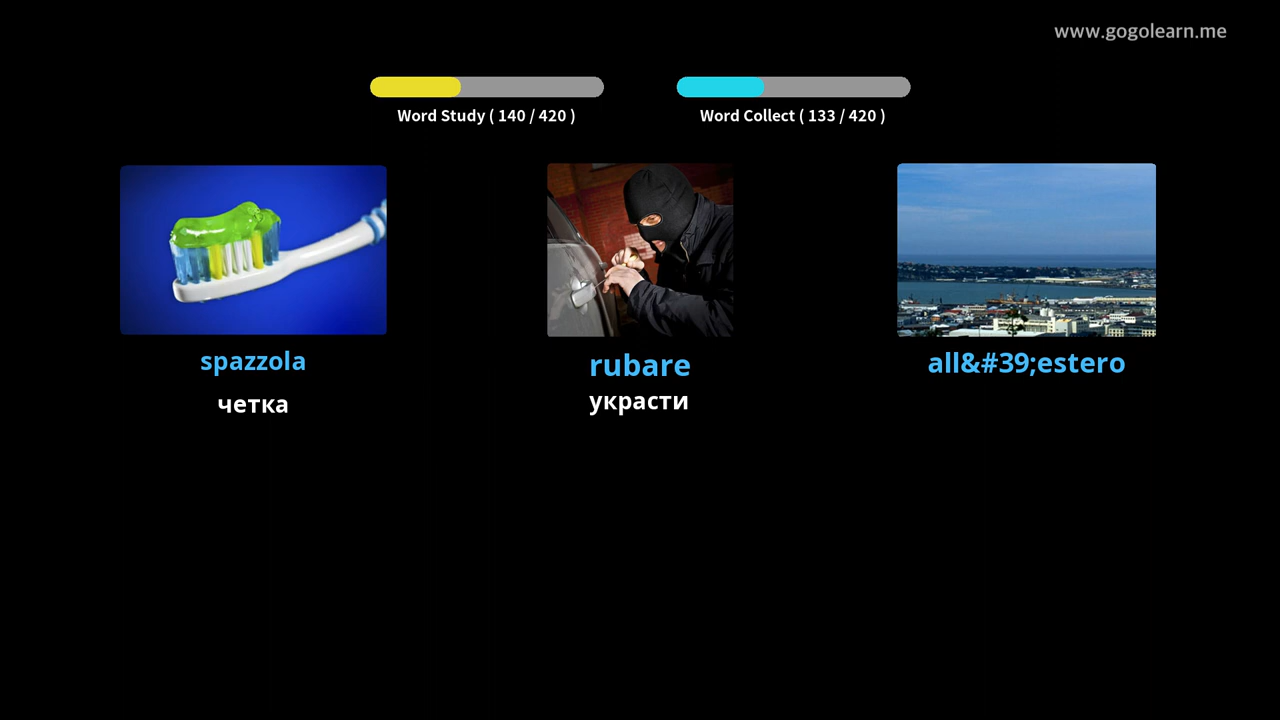 www.gogolearn.me
Word Study ( 140 / 420 )
Word Collect ( 133 / 420 )
spazzola
четка
rubare
украсти
all&#39;estero